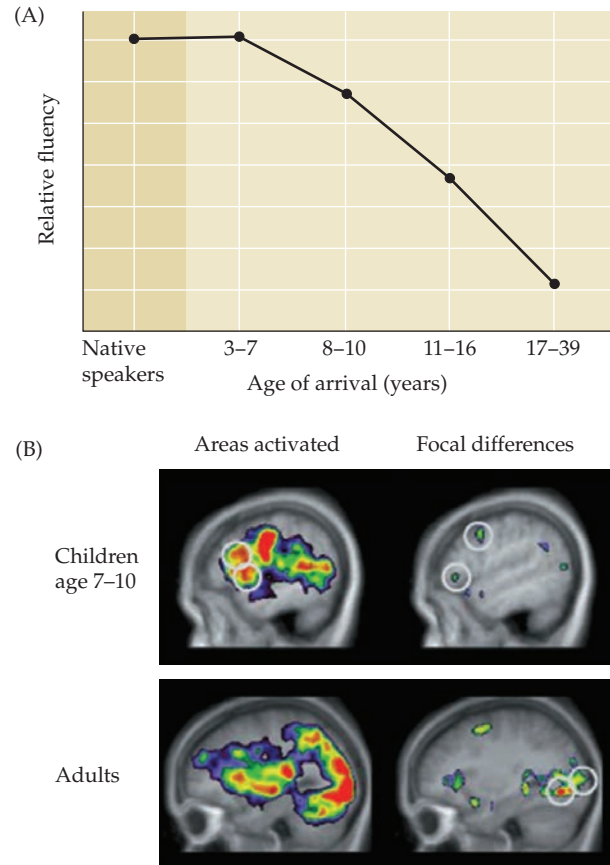 (A)
Relative fluency
Native speakers
3–7
8–10
11–16
17–39
Age of arrival (years)
(B)
Areas activated
Focal differences
Children
age 7–10
Adults